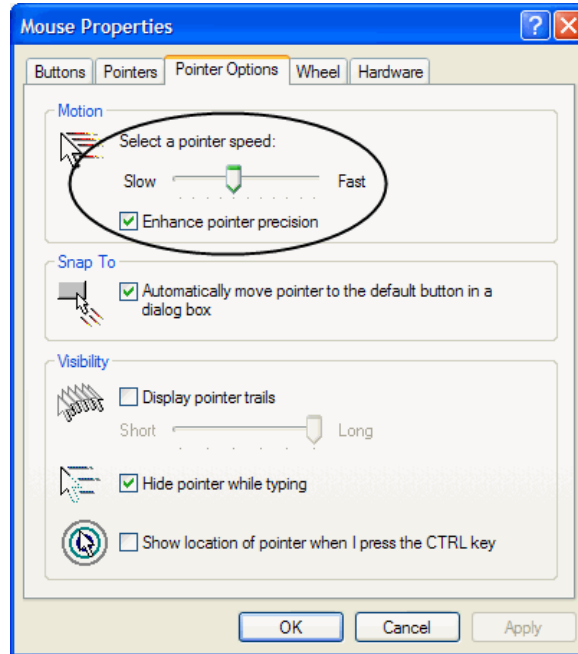 Mouse Properties
Buttons Pointers Pointer Options Wheel Hardware
Motion
Select a pointer speed:
Slow Fast
Enhance pointer precision
Snap To
Automatically move pointer to the default button in a
dialog box
Visibility
Display pointer trails
Short Long
Hide pointer while typing
Show location of pointer when I press the CTRL key
OK Cancel Apply